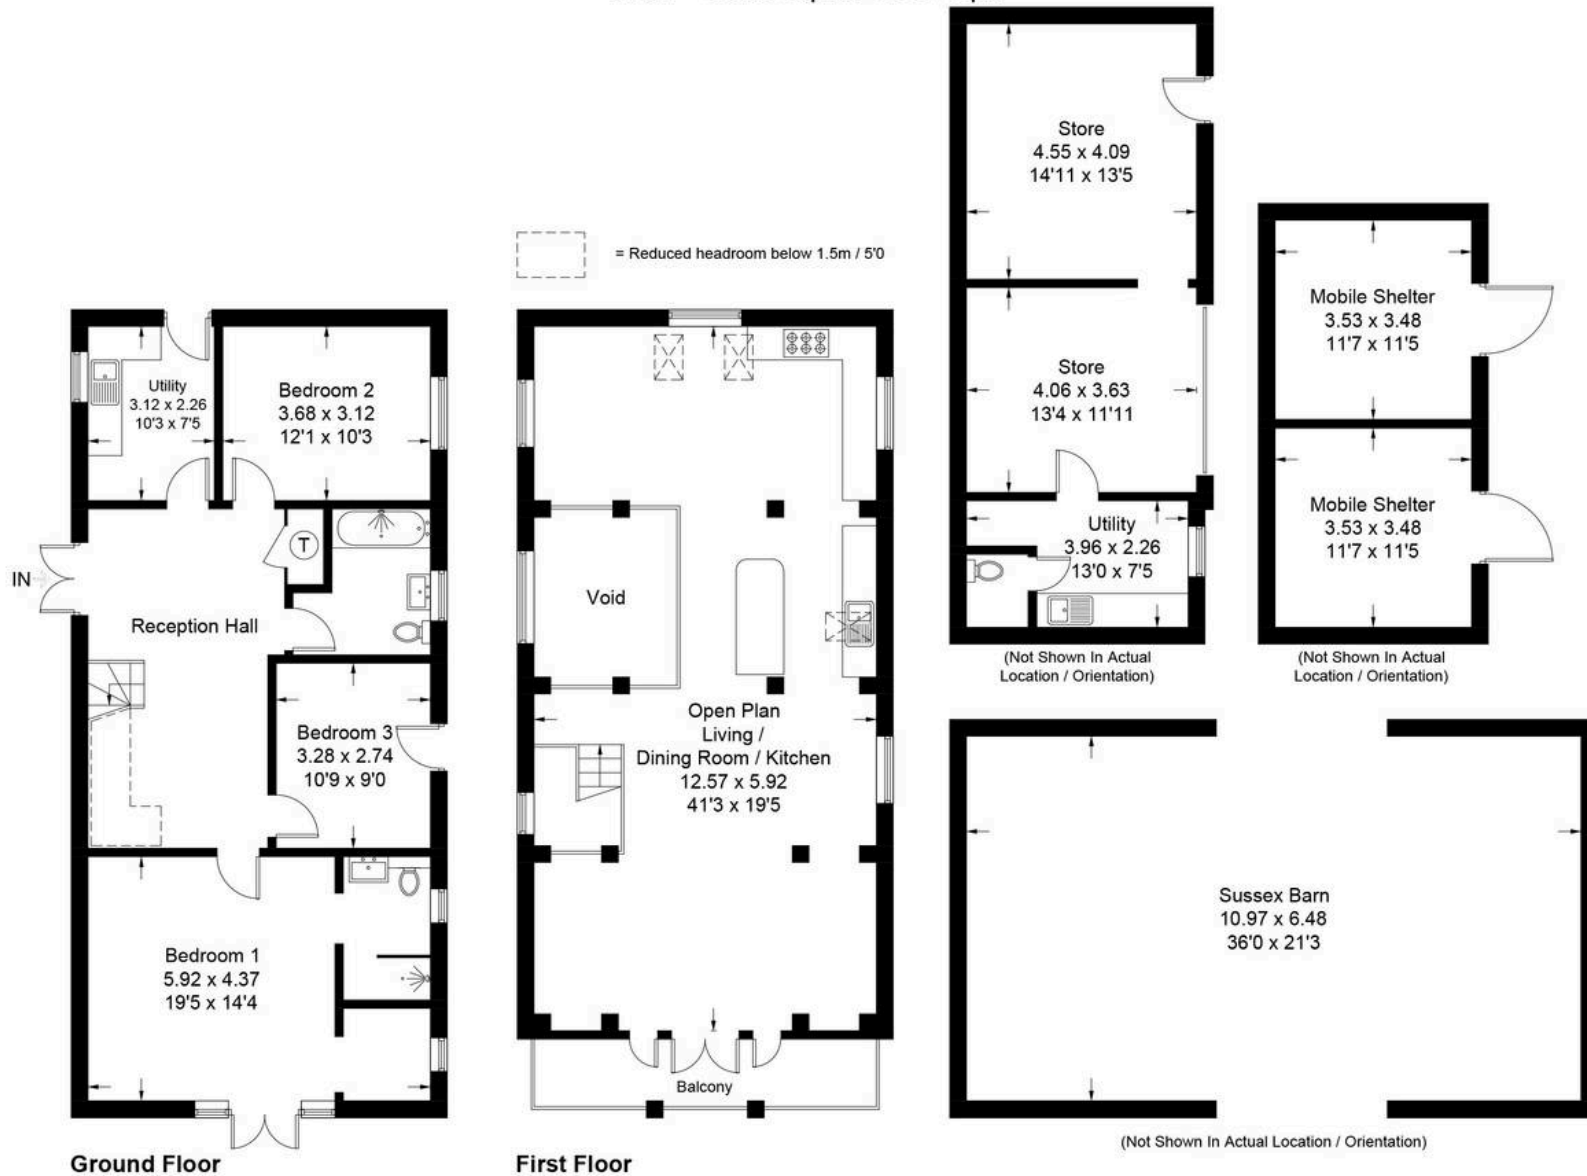 Store
4.55 x 4.09
14'11 x 13'5
= Reduced headroom below 1.5m / 5'0
Mobile Shelter
3.53 x 3.48
11'7 x 11'5
Utility
3.12 x 2.26
10'3 x 7'5
Bedroom 2
3.68 x 3.12
12'1 x 10'3
Store
4.06 x 3.63
13'4 x 11'11
Mobile Shelter
3.53 x 3.48
11'7 x 11'5
T
IN
Void
Utility
3.96 x 2.26
13'0 x 7'5
Reception Hall
(Not Shown In Actual
Location / Orientation)
(Not Shown In Actual
Location / Orientation)
Bedroom 3
3.28 x 2.74
10'9 x 9'0
Open Plan
Living /
Dining Room / Kitchen
12.57 x 5.92
41'3 x 19'5
Sussex Barn
10.97 x 6.48
36'0 x 21'3
Bedroom 1
5.92 x 4.37
19'5 x 14'4
Balcony
(Not Shown In Actual Location / Orientation)
Ground Floor
First Floor